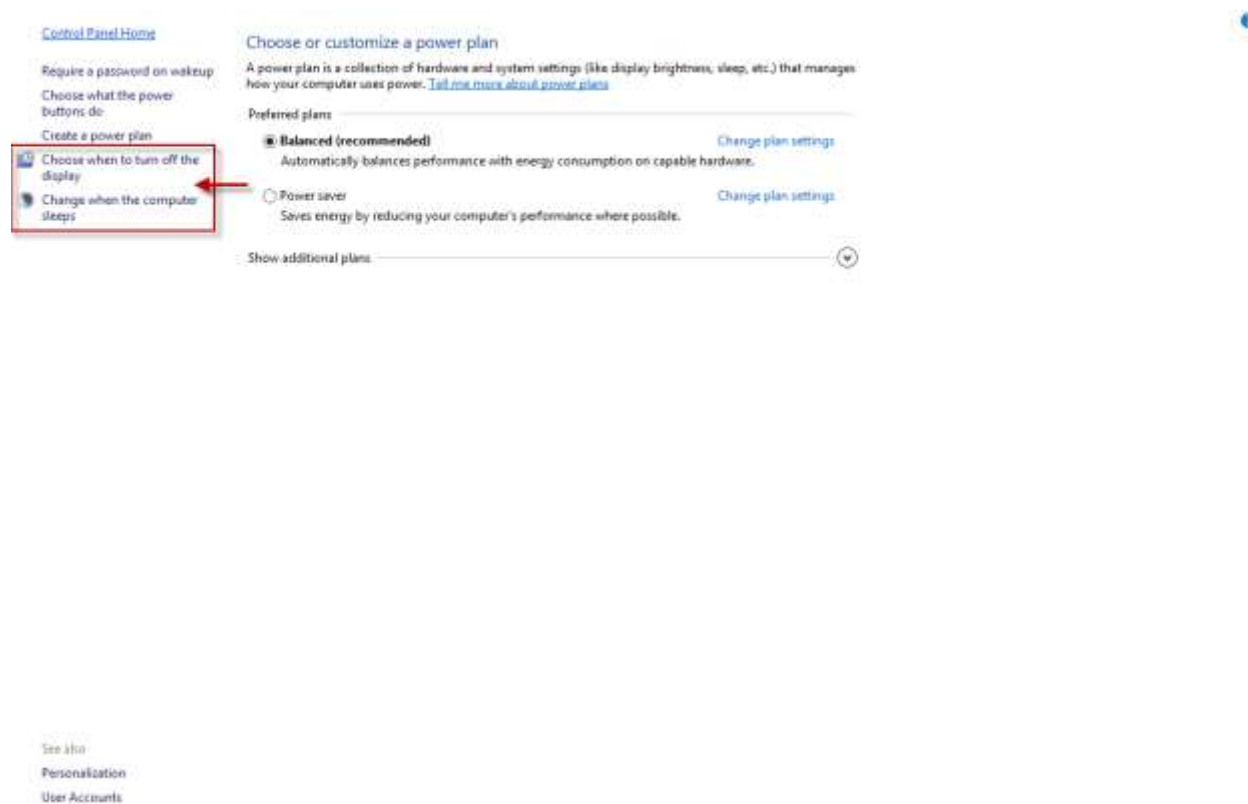 Control Panel Home
Require a password on wakeup
Choose what the power
buttons do
Create a power plan
Choose when to turn off the
display
Change when the computer
sleeps
Choose or customize a power plan
A power plan is a collection of hardware and system settings (like display brightness, sleep, etc.) that manages
how your computer uses power. Tell me more about power plans
Preferred plans
Balanced (recommended) Change plan settings
Automatically balances performance with energy consumption on capable hardware.
Power saver Change plan settings
Saves energy by reducing your computer's performance where possible.
Show additional plans
See also
Personalization
User Accounts